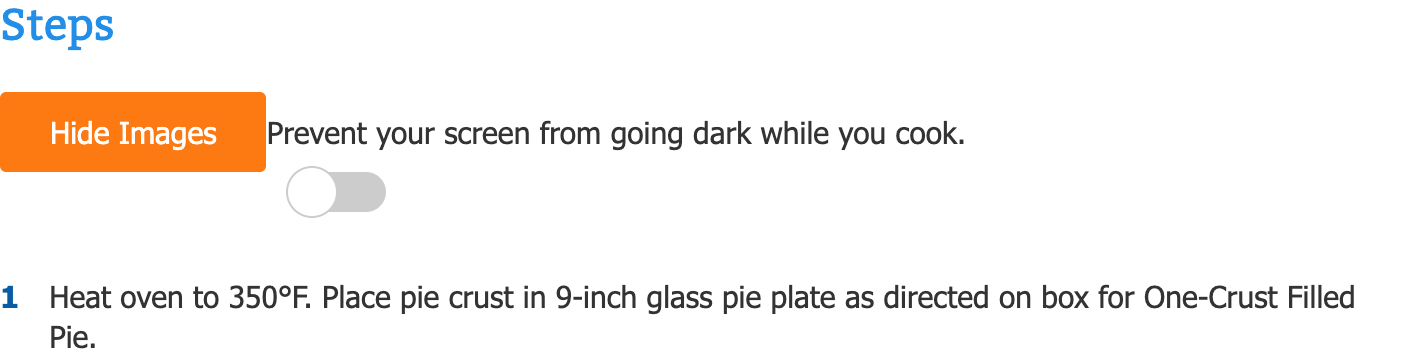 Steps
Hide Images
Prevent your screen from going dark while you cook.
1 Heat oven to 350°F. Place pie crust in 9-inch glass pie plate as directed on box for One-Crust Filled
Pie.